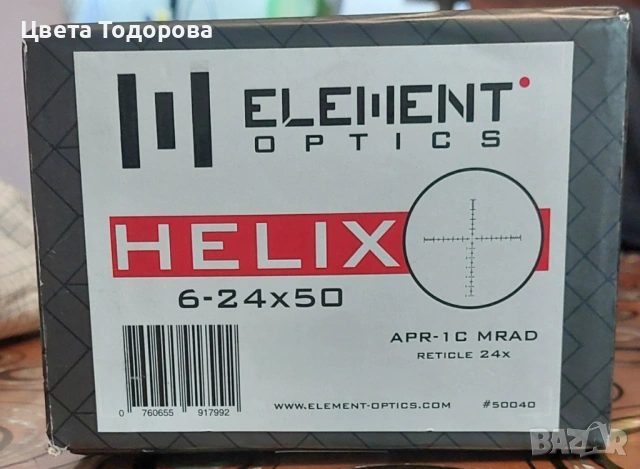 Цвета Тодорова
ELEMENT
OPTICS
HELIX
6-24x50
APR-1C MRAD
RETICLE 24x
0 760655 917992
WWW.ELEMENT-OPTICS.COM #50040
BAZAR